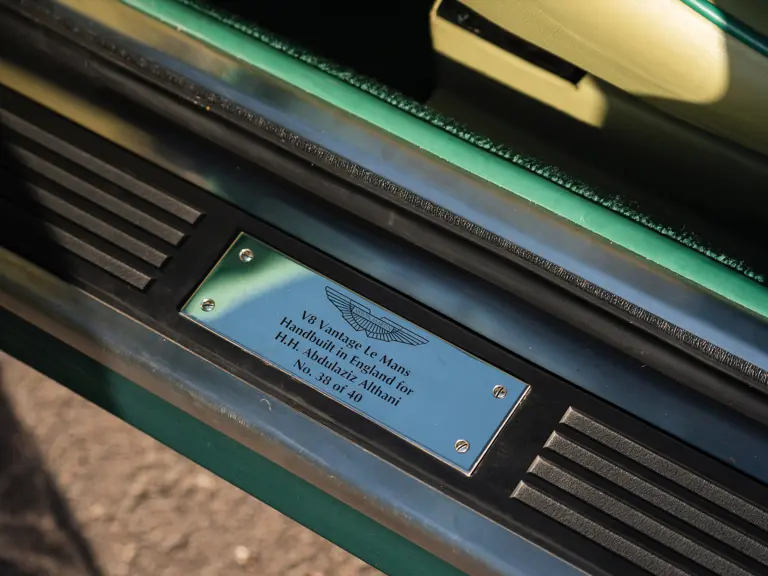 V8 Vantage Le Mans
Handbuilt in England for
H.H. Abdulaziz Althani
No. 38 of 40